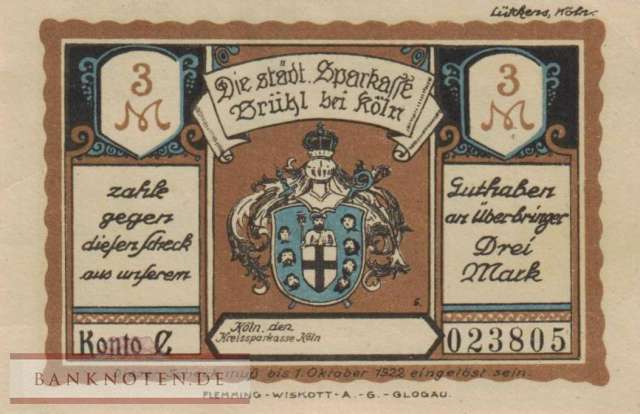 Lückers, Köln.
3
M
3
M
Die städt. Sparkasse
Brühl bei Köln
zahle
gegen
diesen Scheck
aus unserem
Guthaben
an Überbringer
Drei
Mark
Köln, den
Kreissparkasse Köln
Konto C
023805
muß bis 1. Oktober 1922 eingelöst sein.
BANKNOTEN.DE
FLEMMING-WISKOTT-A.-G.-GLOGAU.